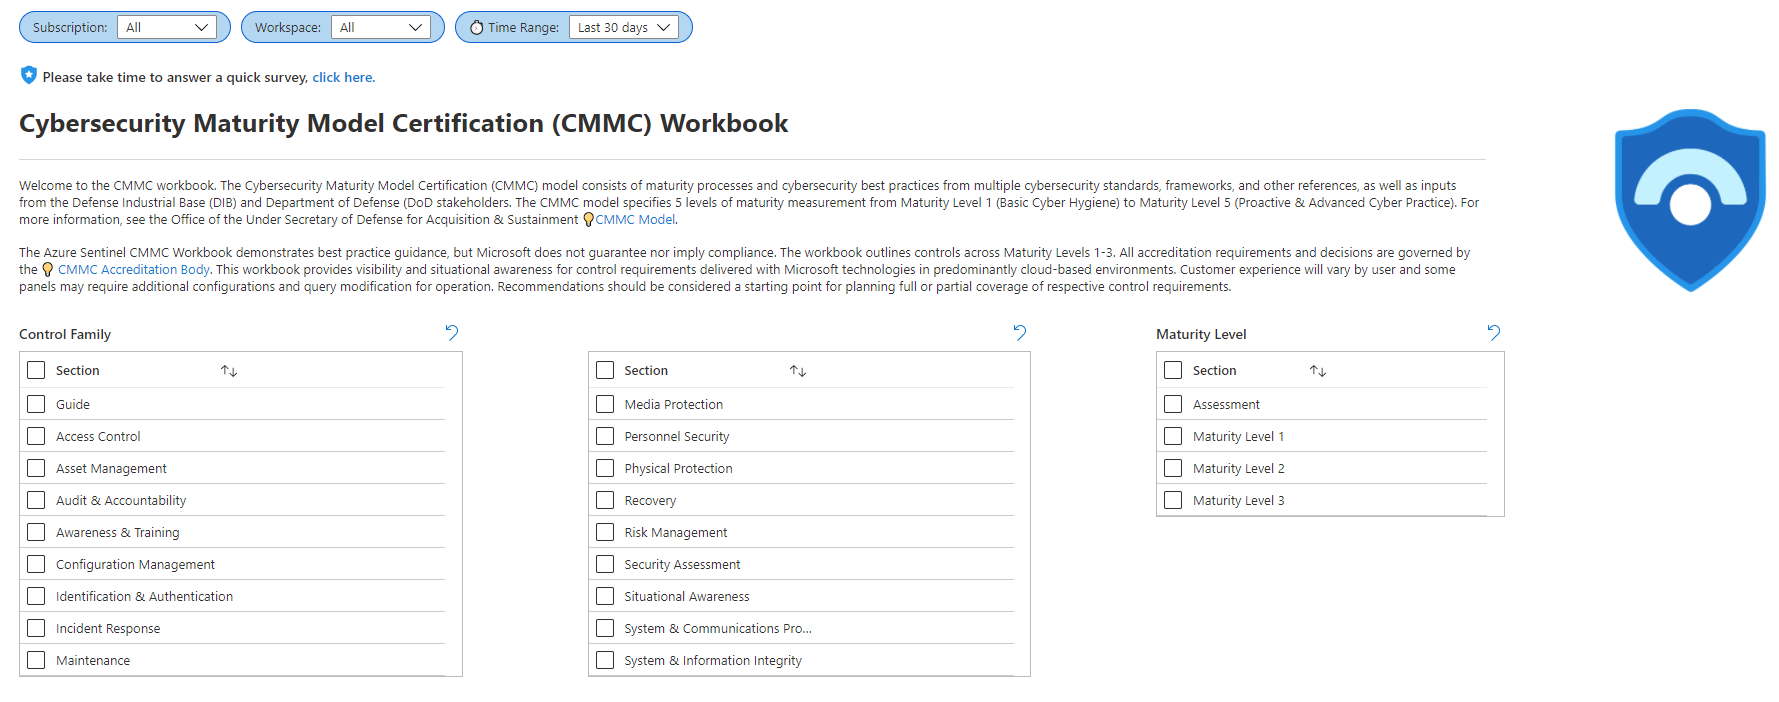 Subscription: All Workspace: All Time Range: Last 30 days
Please take time to answer a quick survey, click here.
Cybersecurity Maturity Model Certification (CMMC) Workbook
Welcome to the CMMC workbook. The Cybersecurity Maturity Model Certification (CMMC) model consists of maturity processes and cybersecurity best practices from multiple cybersecurity standards, frameworks, and other references, as well as inputs
from the Defense Industrial Base (DIB) and Department of Defense (DoD stakeholders. The CMMC model specifies 5 levels of maturity measurement from Maturity Level 1 (Basic Cyber Hygiene) to Maturity Level 5 (Proactive & Advanced Cyber Practice). For
more information, see the Office of the Under Secretary of Defense for Acquisition & Sustainment CMMC Model.
The Azure Sentinel CMMC Workbook demonstrates best practice guidance, but Microsoft does not guarantee nor imply compliance. The workbook outlines controls across Maturity Levels 1-3. All accreditation requirements and decisions are governed by
the CMMC Accreditation Body. This workbook provides visibility and situational awareness for control requirements delivered with Microsoft technologies in predominantly cloud-based environments. Customer experience will vary by user and some
panels may require additional configurations and query modification for operation. Recommendations should be considered a starting point for planning full or partial coverage of respective control requirements.
Control Family
Section
Guide
Access Control
Asset Management
Audit & Accountability
Awareness & Training
Configuration Management
Identification & Authentication
Incident Response
Maintenance
Section
Media Protection
Personnel Security
Physical Protection
Recovery
Risk Management
Security Assessment
Situational Awareness
System & Communications Pro...
System & Information Integrity
Maturity Level
Section
Assessment
Maturity Level 1
Maturity Level 2
Maturity Level 3